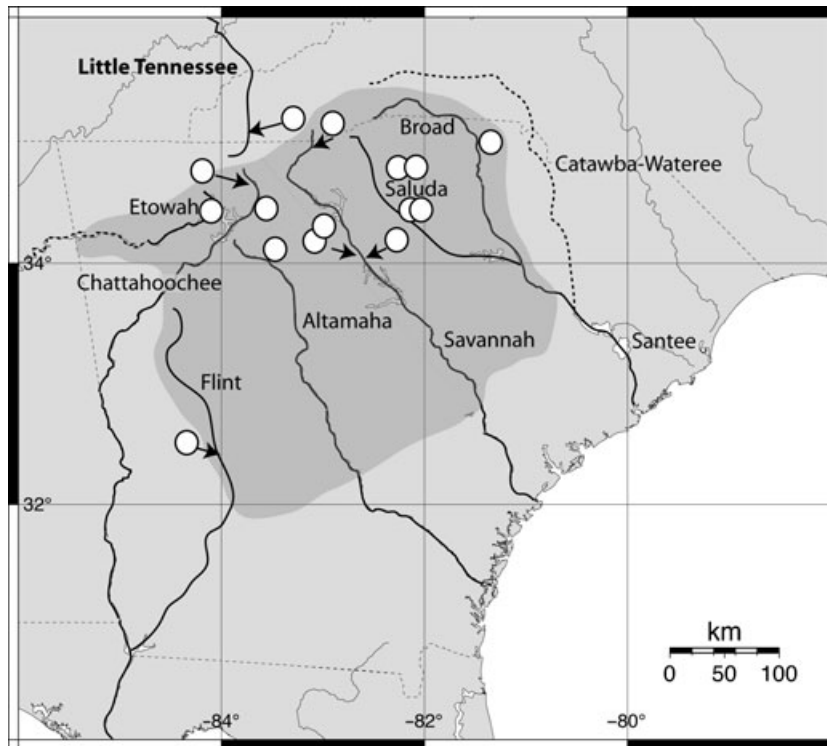 Little Tennessee
Broad
Catawba-Wateree
Saluda
Etowah
34°
Chattahoochee
Altamaha
Savannah
Santee
Flint
32°
km
0 50 100
−84° −82° −80°